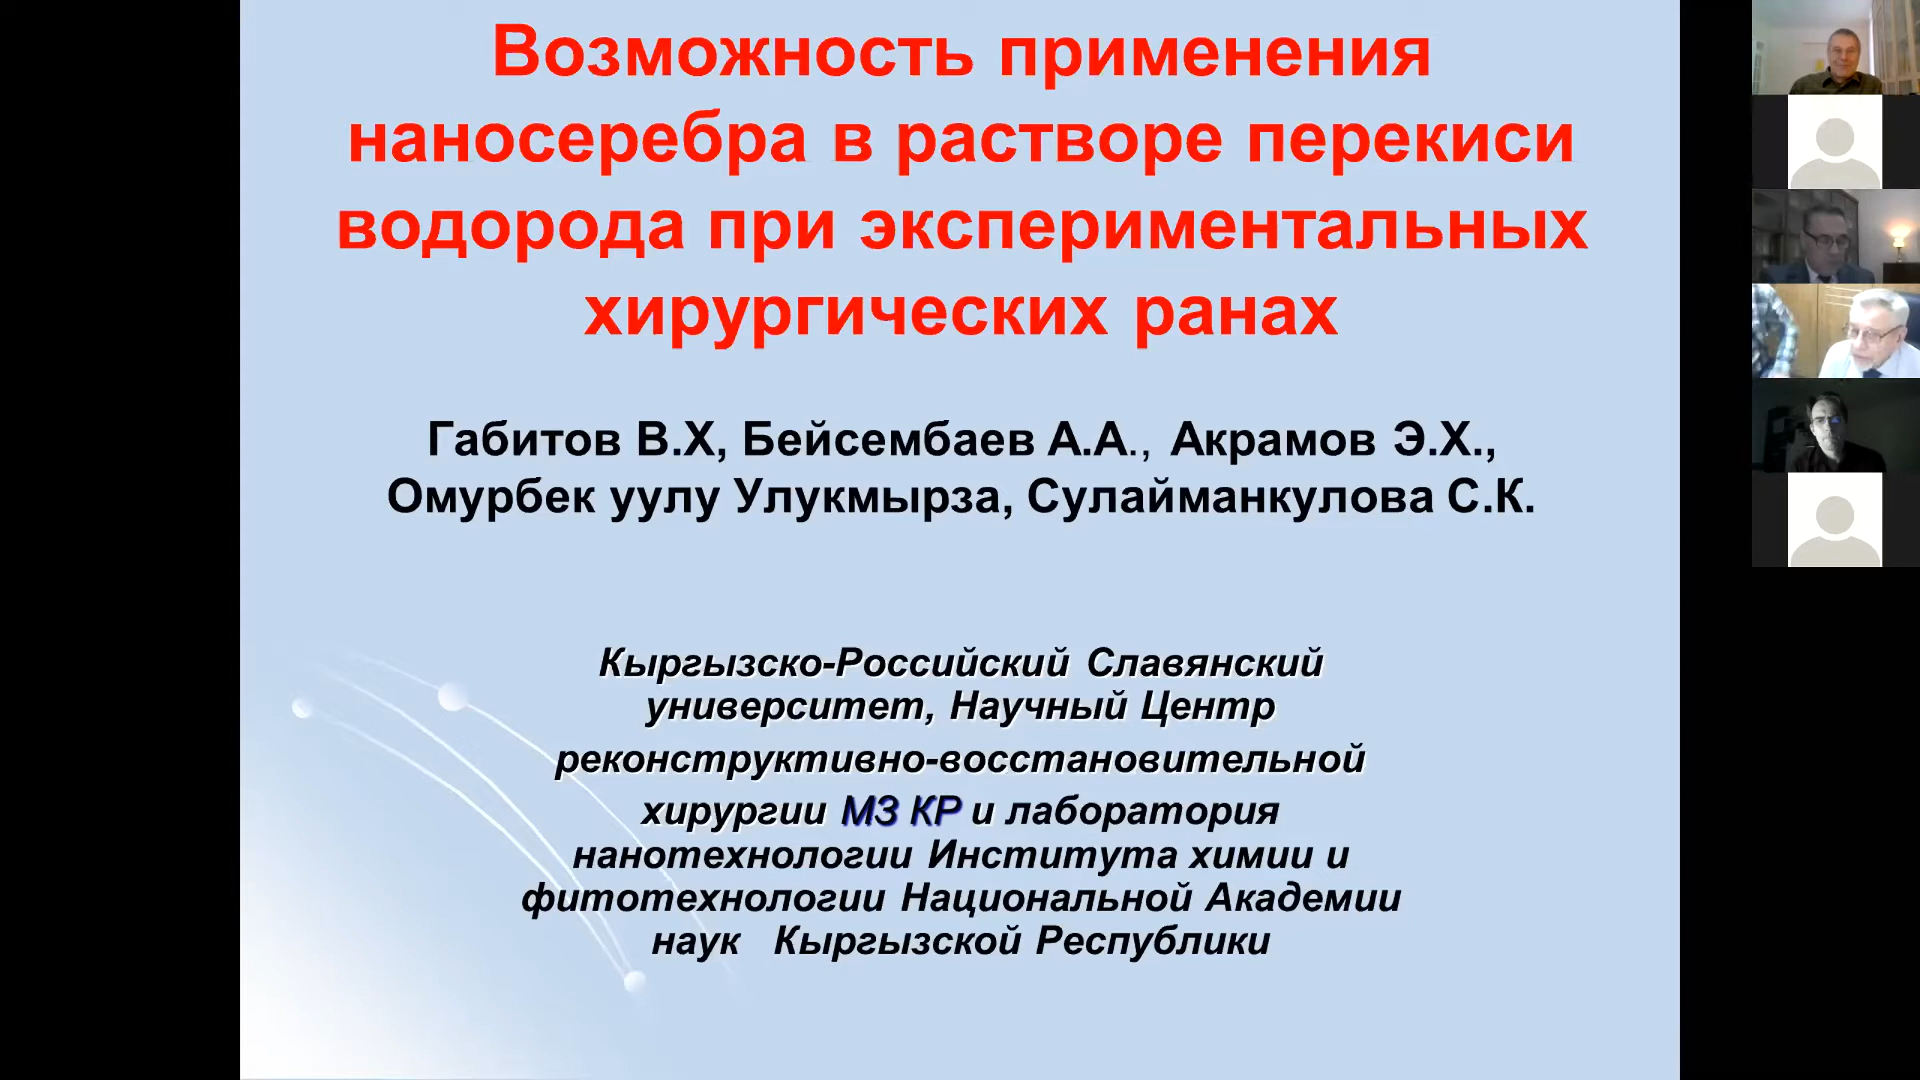 Возможность применения
наносеребра в растворе перекиси
водорода при экспериментальных
хирургических ранах
Габитов В.Х, Бейсембаев А.А., Акрамов Э.Х.,
Омурбек уулу Улукмырза, Сулайманкулова С.К.
Кыргызско-Российский Славянский
университет, Научный Центр
реконструктивно-восстановительной
хирургии МЗ КР и лаборатория
нанотехнологии Института химии и
фитотехнологии Национальной Академии
наук Кыргызской Республики